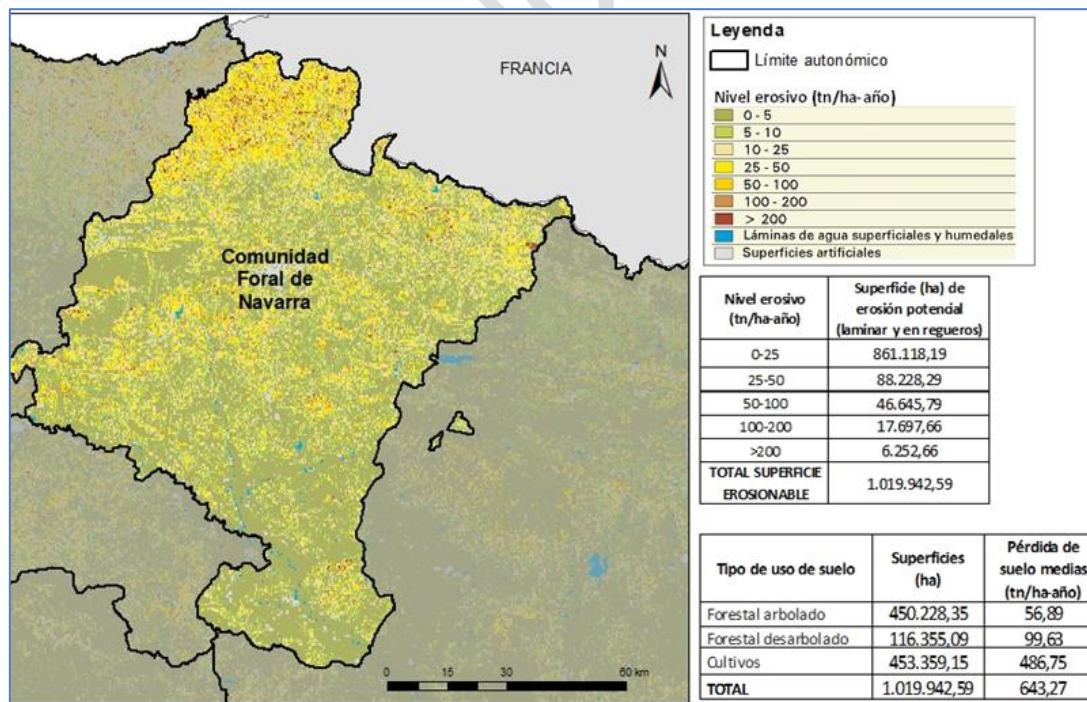 FRANCIA
N
Comunidad
Foral de
Navarra
0 15 30 60 km
Leyenda
Límite autonómico
Nivel erosivo (tn/ha-año)
0 - 5
5 - 10
10 - 25
25 - 50
50 - 100
100 - 200
> 200
Láminas de agua superficiales y humedales
Superficies artificiales
Nivel erosivo (tn/ha-año) Superficie (ha) de erosión potencial (laminar y en regueros)
0-25 861.118,19
25-50 88.228,29
50-100 46.645,79
100-200 17.697,66
>200 6.252,66
TOTAL SUPERFICIE EROSIONABLE 1.019.942,59
Tipo de uso de suelo Superficies (ha) Pérdida de suelo medias (tn/ha-año)
Forestal arbolado 450.228,35 56,89
Forestal desarbolado 116.355,09 99,63
Cultivos 453.359,15 486,75
TOTAL 1.019.942,59 643,27